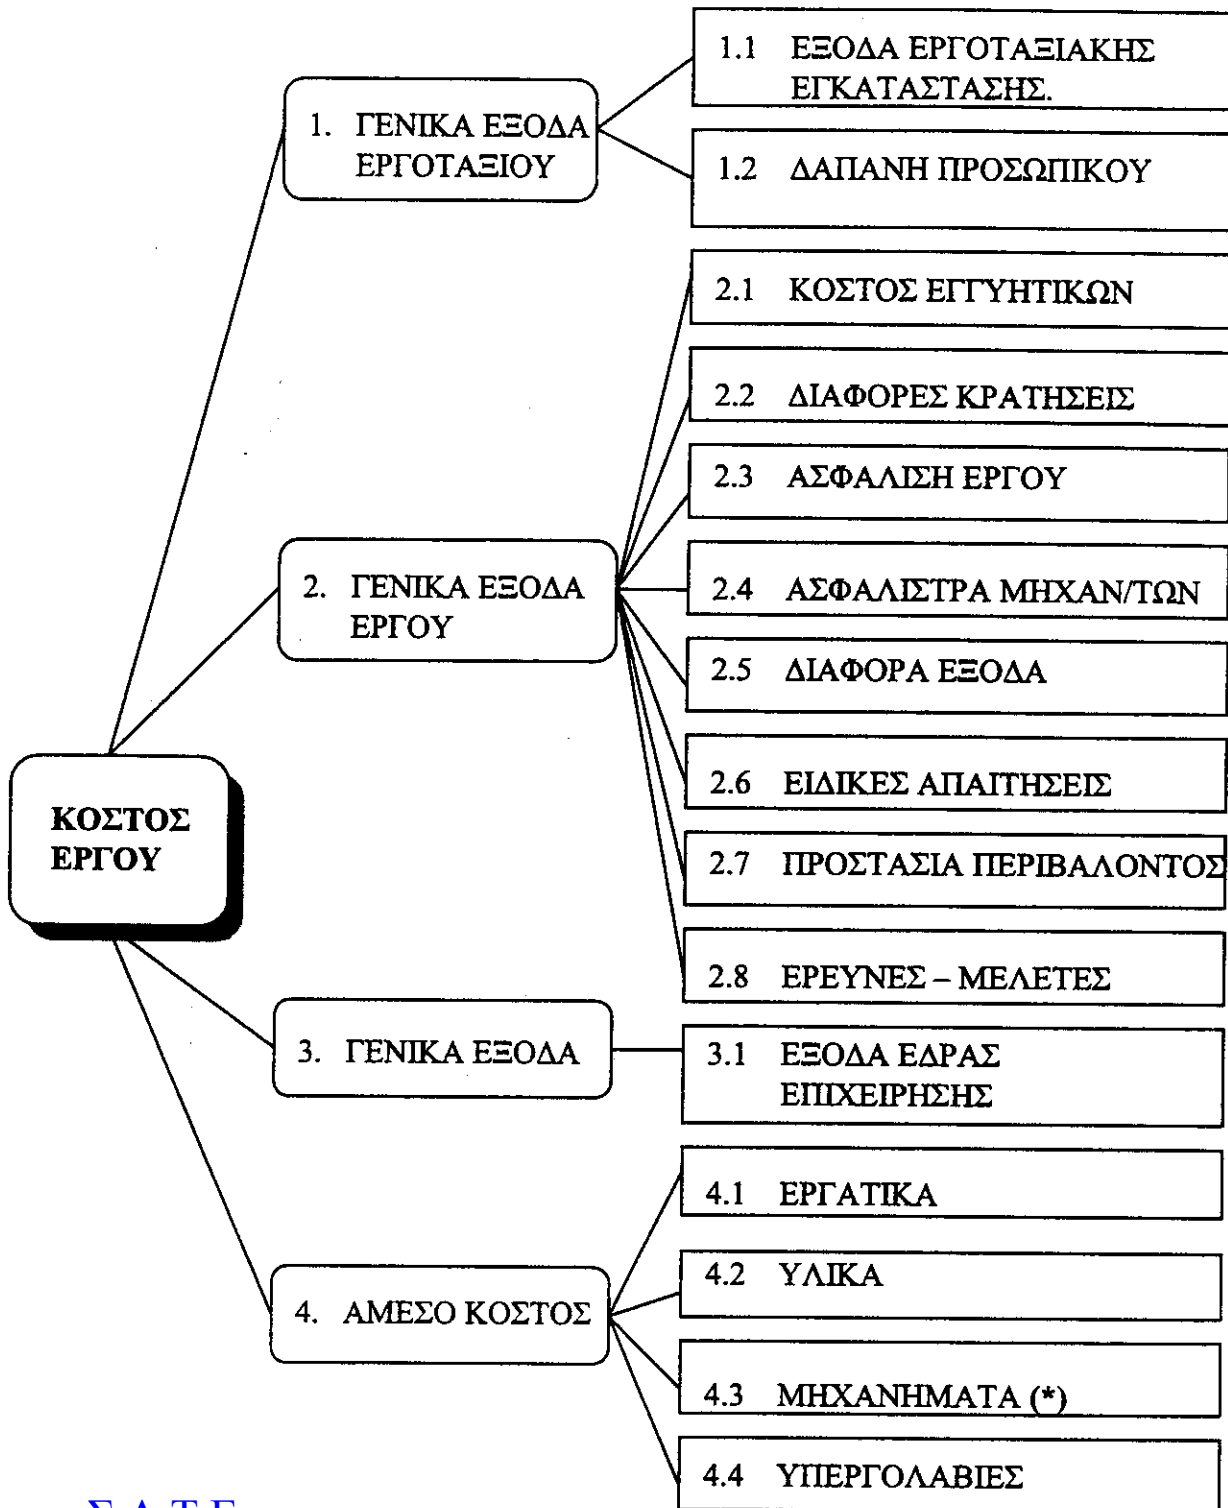 ΚΟΣΤΟΣ
ΕΡΓΟΥ
1. ΓΕΝΙΚΑ ΕΞΟΔΑ
ΕΡΓΟΤΑΞΙΟΥ
1.1 ΕΞΟΔΑ ΕΡΓΟΤΑΞΙΑΚΗΣ
ΕΓΚΑΤΑΣΤΑΣΗΣ.
1.2 ΔΑΠΑΝΗ ΠΡΟΣΩΠΙΚΟΥ
2. ΓΕΝΙΚΑ ΕΞΟΔΑ
ΕΡΓΟΥ
2.1 ΚΟΣΤΟΣ ΕΓΓΥΗΤΙΚΩΝ
2.2 ΔΙΑΦΟΡΕΣ ΚΡΑΤΗΣΕΙΣ
2.3 ΑΣΦΑΛΙΣΗ ΕΡΓΟΥ
2.4 ΑΣΦΑΛΙΣΤΡΑ ΜΗΧΑΝ/ΤΩΝ
2.5 ΔΙΑΦΟΡΑ ΕΞΟΔΑ
2.6 ΕΙΔΙΚΕΣ ΑΠΑΙΤΗΣΕΙΣ
2.7 ΠΡΟΣΤΑΣΙΑ ΠΕΡΙΒΑΛΟΝΤΟΣ
2.8 ΕΡΕΥΝΕΣ – ΜΕΛΕΤΕΣ
3. ΓΕΝΙΚΑ ΕΞΟΔΑ
3.1 ΕΞΟΔΑ ΕΔΡΑΣ
ΕΠΙΧΕΙΡΗΣΗΣ
4. ΑΜΕΣΟ ΚΟΣΤΟΣ
4.1 ΕΡΓΑΤΙΚΑ
4.2 ΥΛΙΚΑ
4.3 ΜΗΧΑΝΗΜΑΤΑ (*)
4.4 ΥΠΕΡΓΟΛΑΒΙΕΣ